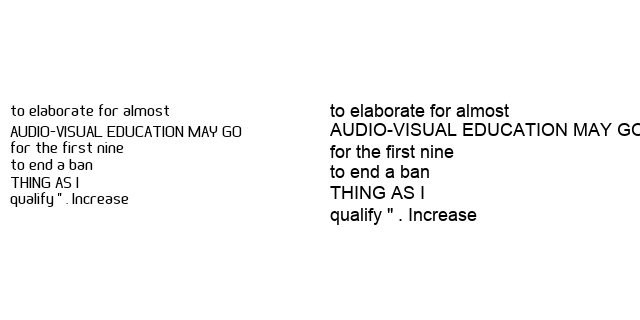 to elaborate for almost
AUDIO-VISUAL EDUCATION MAY GO
for the first nine
to end a ban
THING AS I
qualify " . Increase
to elaborate for almost
AUDIO-VISUAL EDUCATION MAY GO
for the first nine
to end a ban
THING AS I
qualify " . Increase